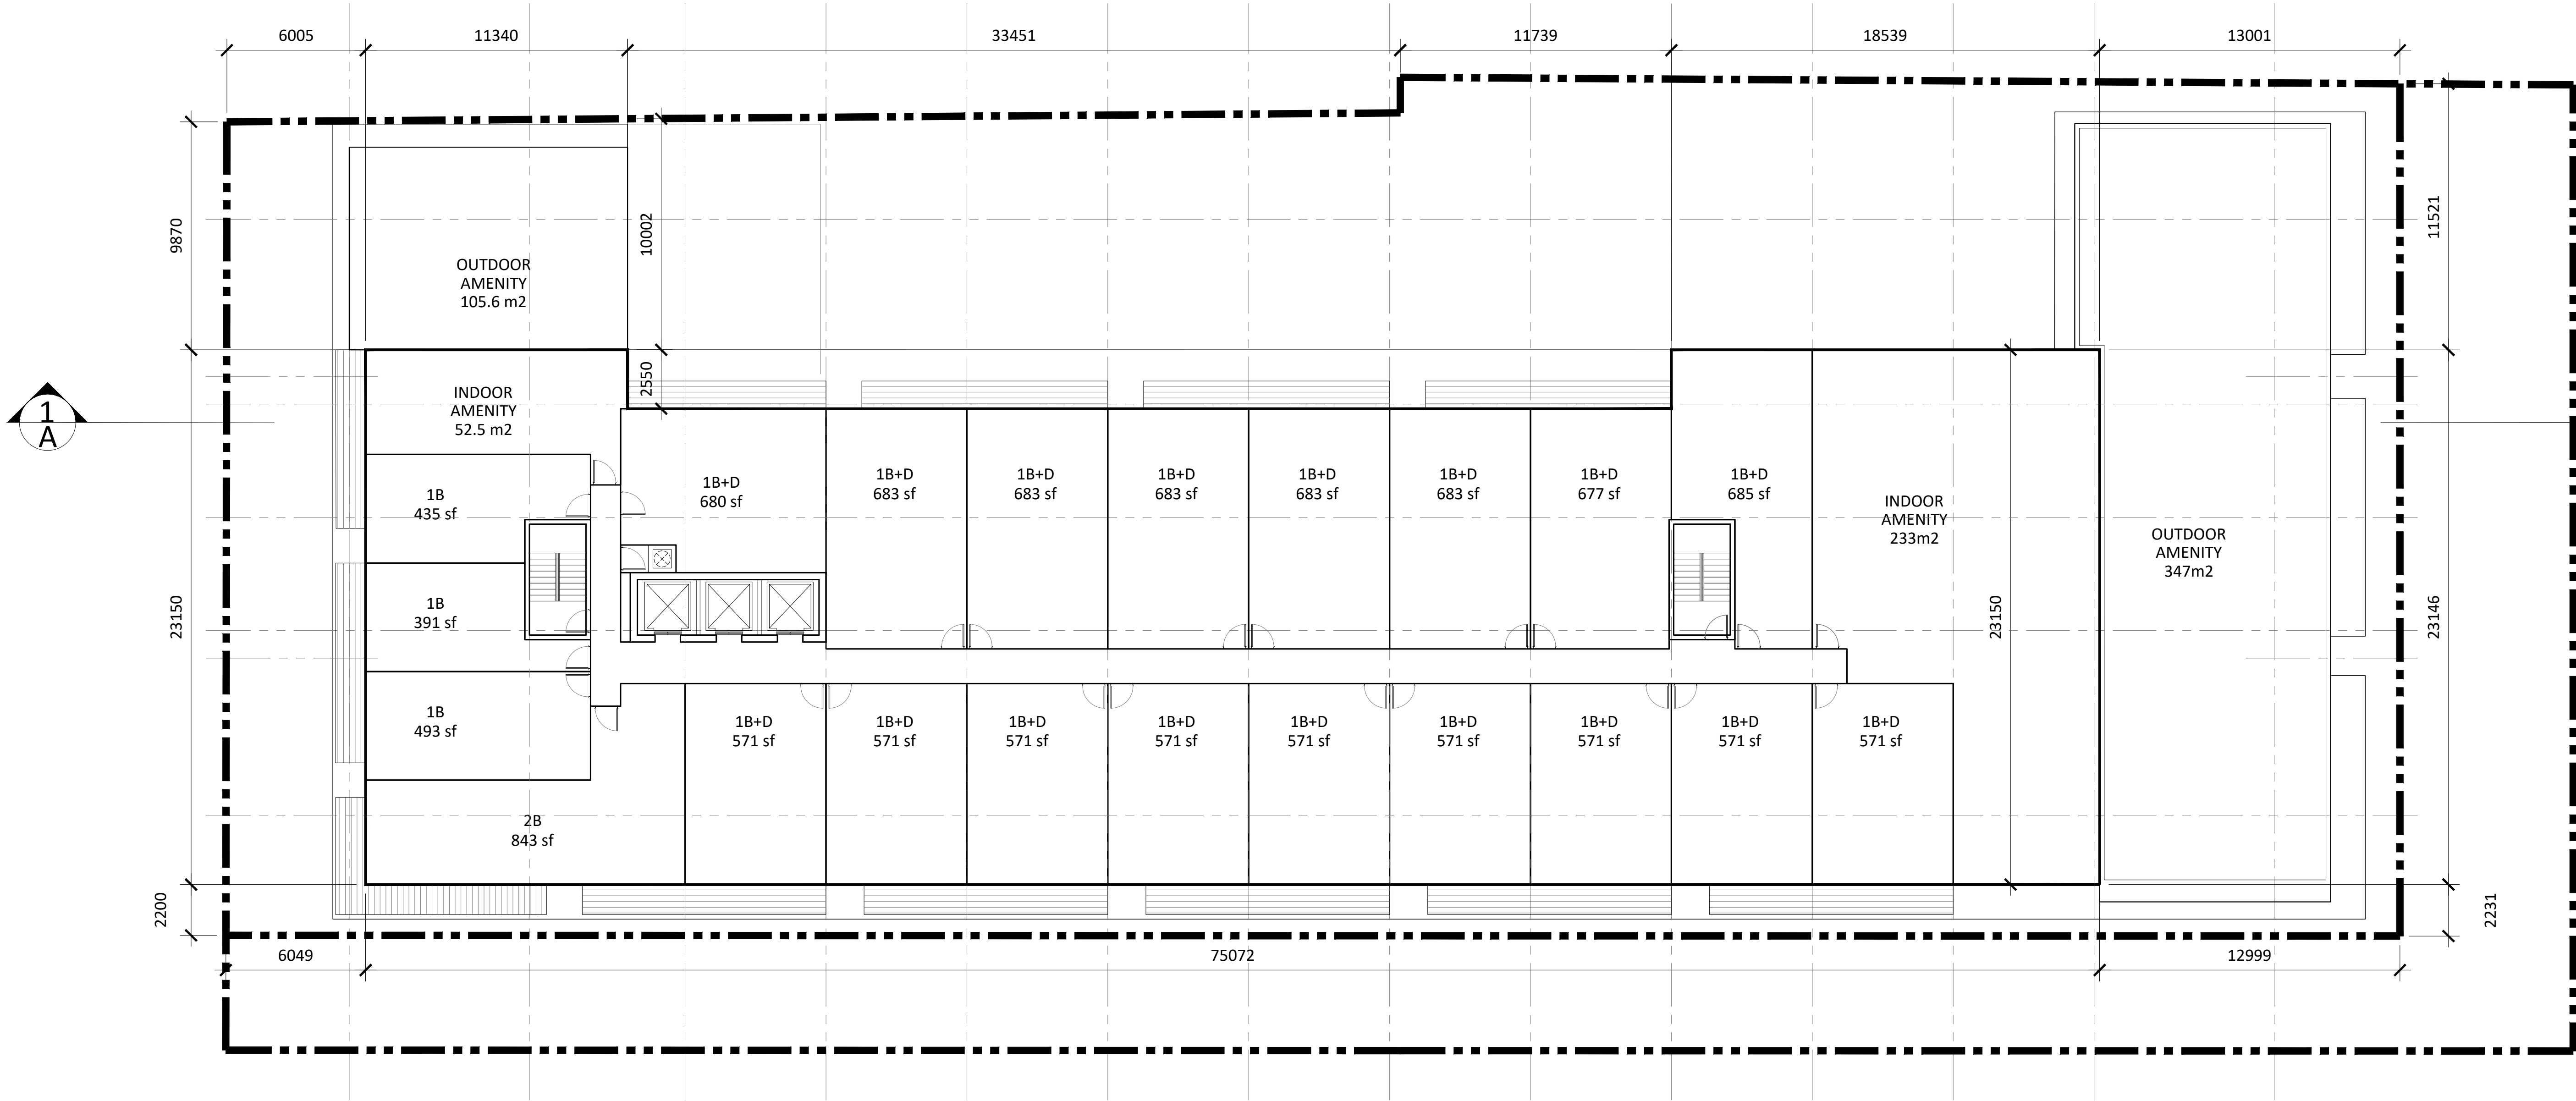 6005
11340
33451
11739
18539
13001
9870
10002
11521
OUTDOOR
AMENITY
105.6 m2
2550
INDOOR
AMENITY
52.5 m2
1
A
1B
435 sf
1B+D
680 sf
1B+D
683 sf
1B+D
683 sf
1B+D
683 sf
1B+D
683 sf
1B+D
683 sf
1B+D
677 sf
1B+D
685 sf
INDOOR
AMENITY
233m2
OUTDOOR
AMENITY
347m2
23150
1B
391 sf
23150
23146
1B
493 sf
1B+D
571 sf
1B+D
571 sf
1B+D
571 sf
1B+D
571 sf
1B+D
571 sf
1B+D
571 sf
1B+D
571 sf
1B+D
571 sf
1B+D
571 sf
2B
843 sf
2200
2231
6049
75072
12999